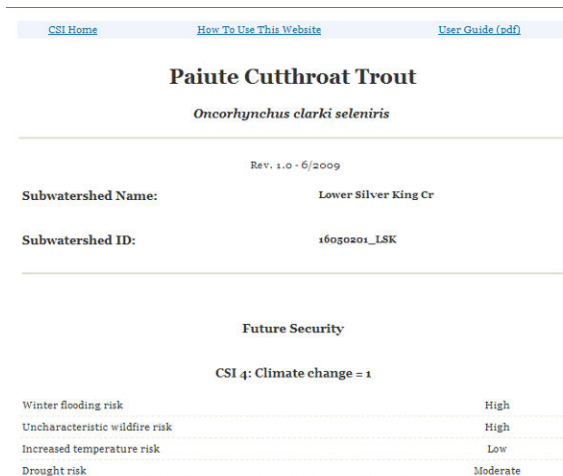 CSI Home How To Use This Website User Guide (pdf)
Paiute Cutthroat Trout
Oncorhynchus clarki seleniris
Rev. 1.0 - 6/2009
Subwatershed Name: Lower Silver King Cr
Subwatershed ID: 16050201_LSK
Future Security
CSI 4: Climate change = 1
Winter flooding risk High
Uncharacteristic wildfire risk High
Increased temperature risk Low
Drought risk Moderate